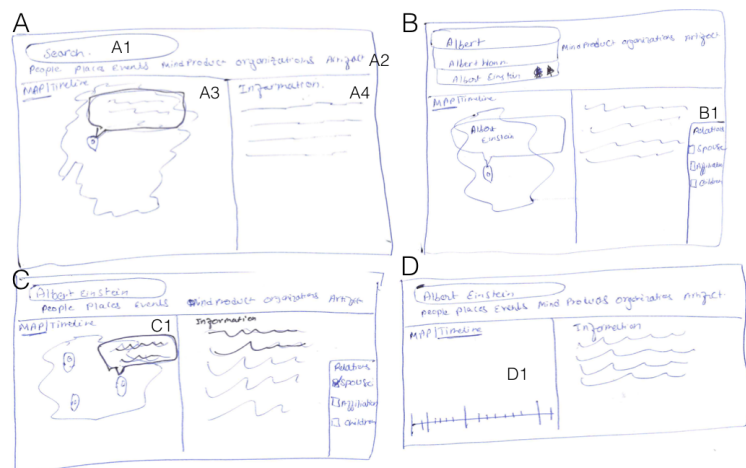 A
Search. A1
People Places Events Mind Product Organizations Artifact A2
MAP|Timeline A3
Information. A4
B
Albert
Albert Hann
Albert Einstein
Mind Product organizations Artifact
MAP|Timeline
Albert Einstein
B1
Relations
Spouse
Affiliation
Children
C
Albert Einstein
People Places Events Mind Product organizations Artifact
MAP|Timeline C1
Information
Relations
Spouse
Affiliation
Children
D
Albert Einstein
People Places Events Mind Products organizations Artifact
MAP|Timeline
Information
D1